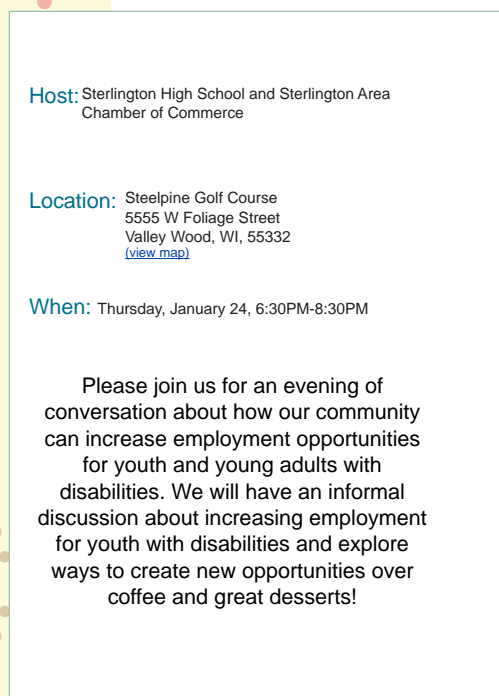 Host: Sterlington High School and Sterlington Area
Chamber of Commerce
Location: Steelpine Golf Course
5555 W Foliage Street
Valley Wood, WI, 55332
(view map)
When: Thursday, January 24, 6:30PM-8:30PM
Please join us for an evening of
conversation about how our community
can increase employment opportunities
for youth and young adults with
disabilities. We will have an informal
discussion about increasing employment
for youth with disabilities and explore
ways to create new opportunities over
coffee and great desserts!